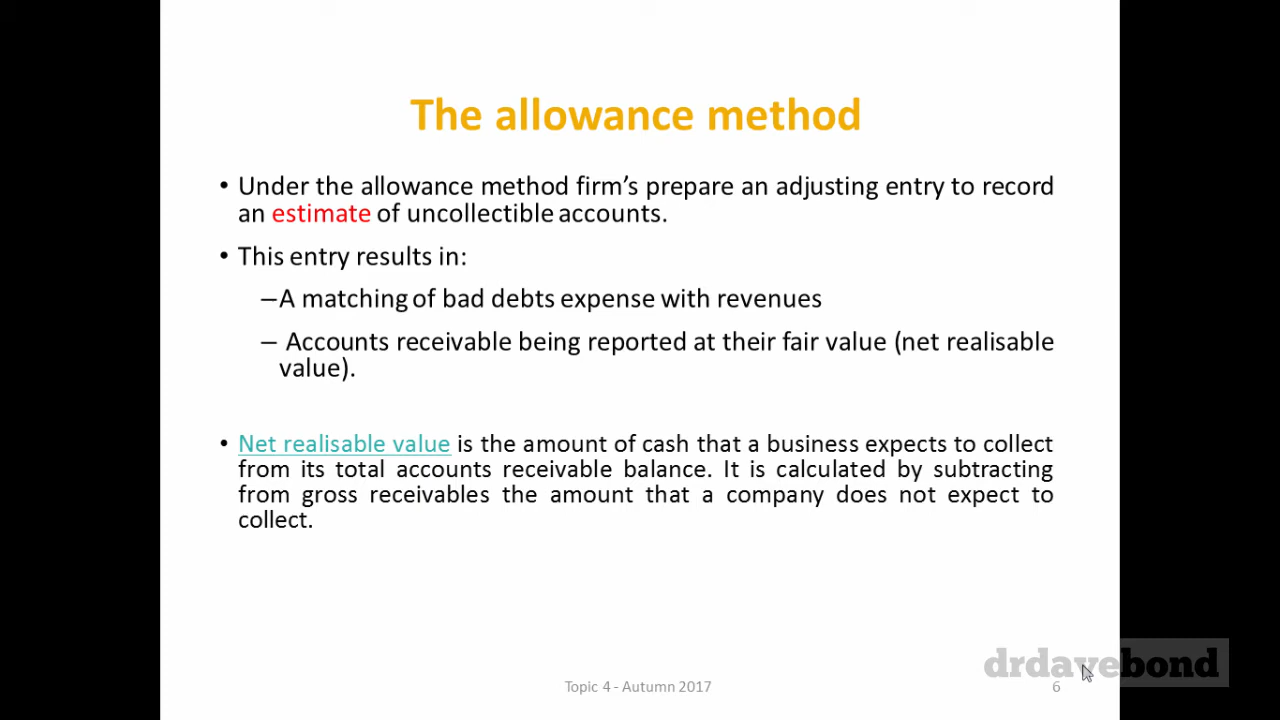 The allowance method
• Under the allowance method firm's prepare an adjusting entry to record
an estimate of uncollectible accounts.
• This entry results in:
–A matching of bad debts expense with revenues
– Accounts receivable being reported at their fair value (net realisable
value).
• Net realisable value is the amount of cash that a business expects to collect
from its total accounts receivable balance. It is calculated by subtracting
from gross receivables the amount that a company does not expect to
collect.
drdavebond
Topic 4 - Autumn 2017
6